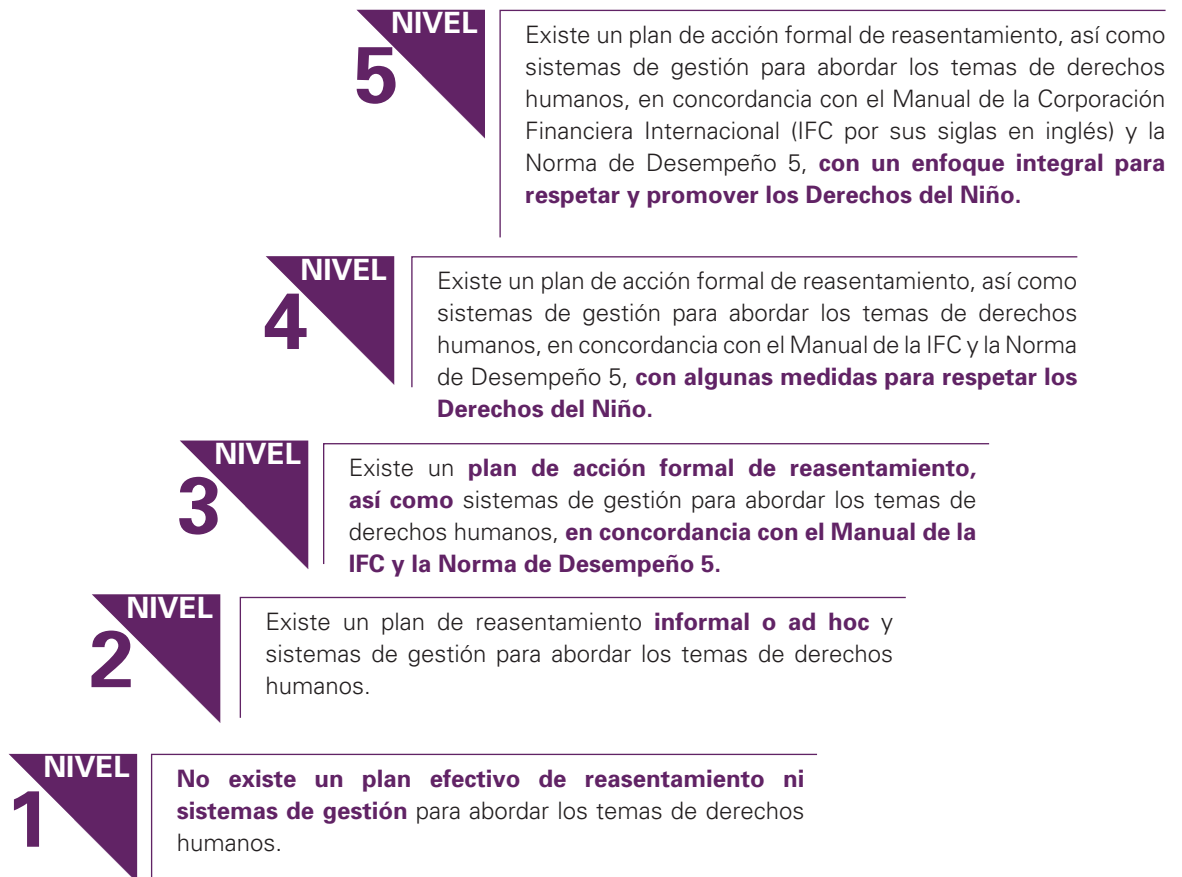 NIVEL
5
Existe un plan de acción formal de reasentamiento, así como
sistemas de gestión para abordar los temas de derechos
humanos, en concordancia con el Manual de la Corporación
Financiera Internacional (IFC por sus siglas en inglés) y la
Norma de Desempeño 5, con un enfoque integral para
respetar y promover los Derechos del Niño.
NIVEL
4
Existe un plan de acción formal de reasentamiento, así como
sistemas de gestión para abordar los temas de derechos
humanos, en concordancia con el Manual de la IFC y la Norma
de Desempeño 5, con algunas medidas para respetar los
Derechos del Niño.
NIVEL
3
Existe un plan de acción formal de reasentamiento,
así como sistemas de gestión para abordar los temas de
derechos humanos, en concordancia con el Manual de la
IFC y la Norma de Desempeño 5.
NIVEL
2
Existe un plan de reasentamiento informal o ad hoc y
sistemas de gestión para abordar los temas de derechos
humanos.
NIVEL
1
No existe un plan efectivo de reasentamiento ni
sistemas de gestión para abordar los temas de derechos
humanos.